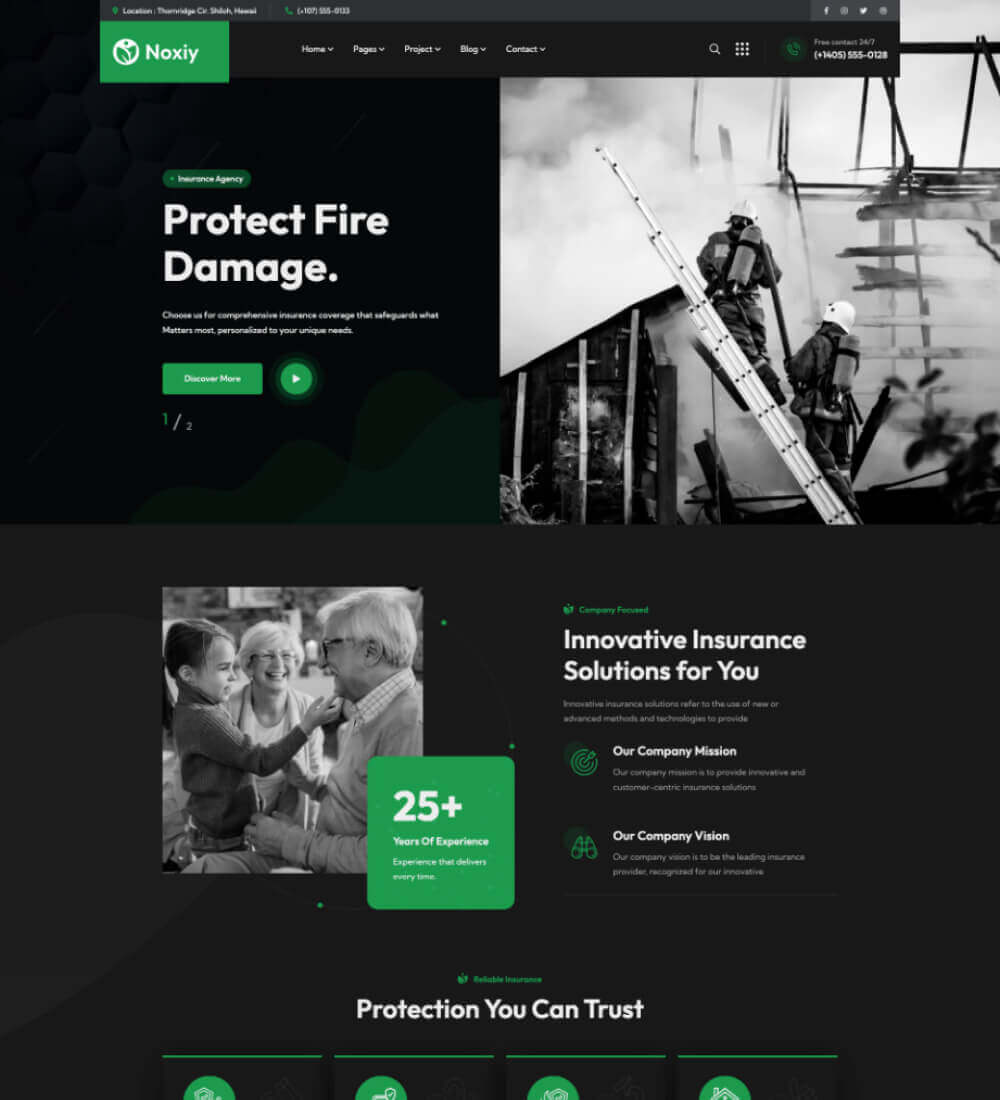 Location : Thornridge Cir. Shiloh, Hawaii
(+107) 555-0133
Noxiy
Home
Pages
Project
Blog
Contact
Free contact 24/7
(+1405) 555-0128
Insurance Agency
Protect Fire
Damage.
Choose us for comprehensive insurance coverage that safeguards what
Matters most, personalized to your unique needs.
Discover More
1 / 2
Company Focused
Innovative Insurance
Solutions for You
Innovative insurance solutions refer to the use of new or
advanced methods and technologies to provide
Our Company Mission
Our company mission is to provide innovative and
customer-centric insurance solutions
25+
Years Of Experience
Experience that delivers
every time.
Our Company Vision
Our company vision is to be the leading insurance
provider, recognized for our innovative
Reliable Insurance
Protection You Can Trust